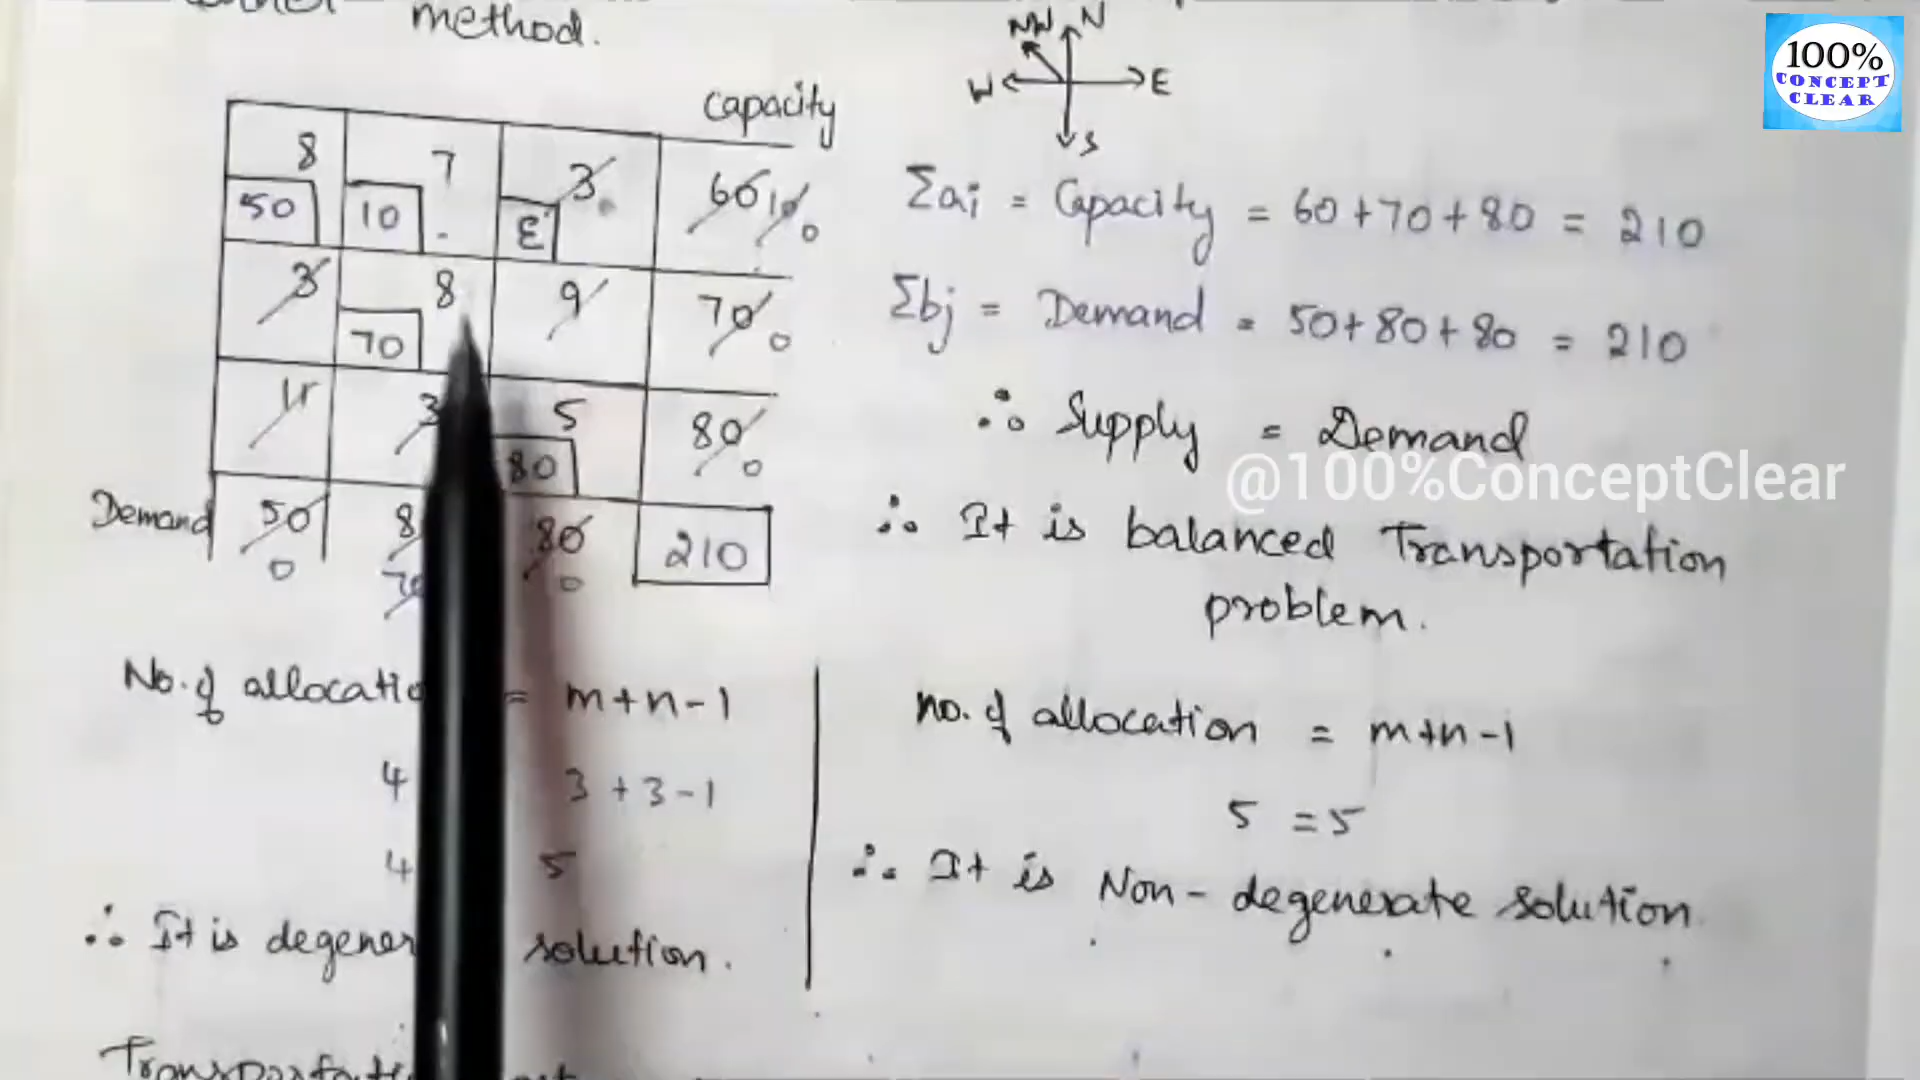 method.
NW N
W E
S
100%
CONCEPT
CLEAR
capacity
8 7 3 60 10 0
50 10 ε
3 8 9 70 0
70
11 3 5 80 0
80
Demand 50 8 80 210
0 70 0
Σai = Capacity = 60+70+80 = 210
Σbj = Demand = 50+80+80 = 210
∴ Supply = Demand
@100%ConceptClear
∴ It is balanced Transportation
problem.
No. of = m+n-1
4 3+3-1
4 5
∴ It is solution.
no. of allocation = m+n-1
5 = 5
∴ It is Non-degenerate solution